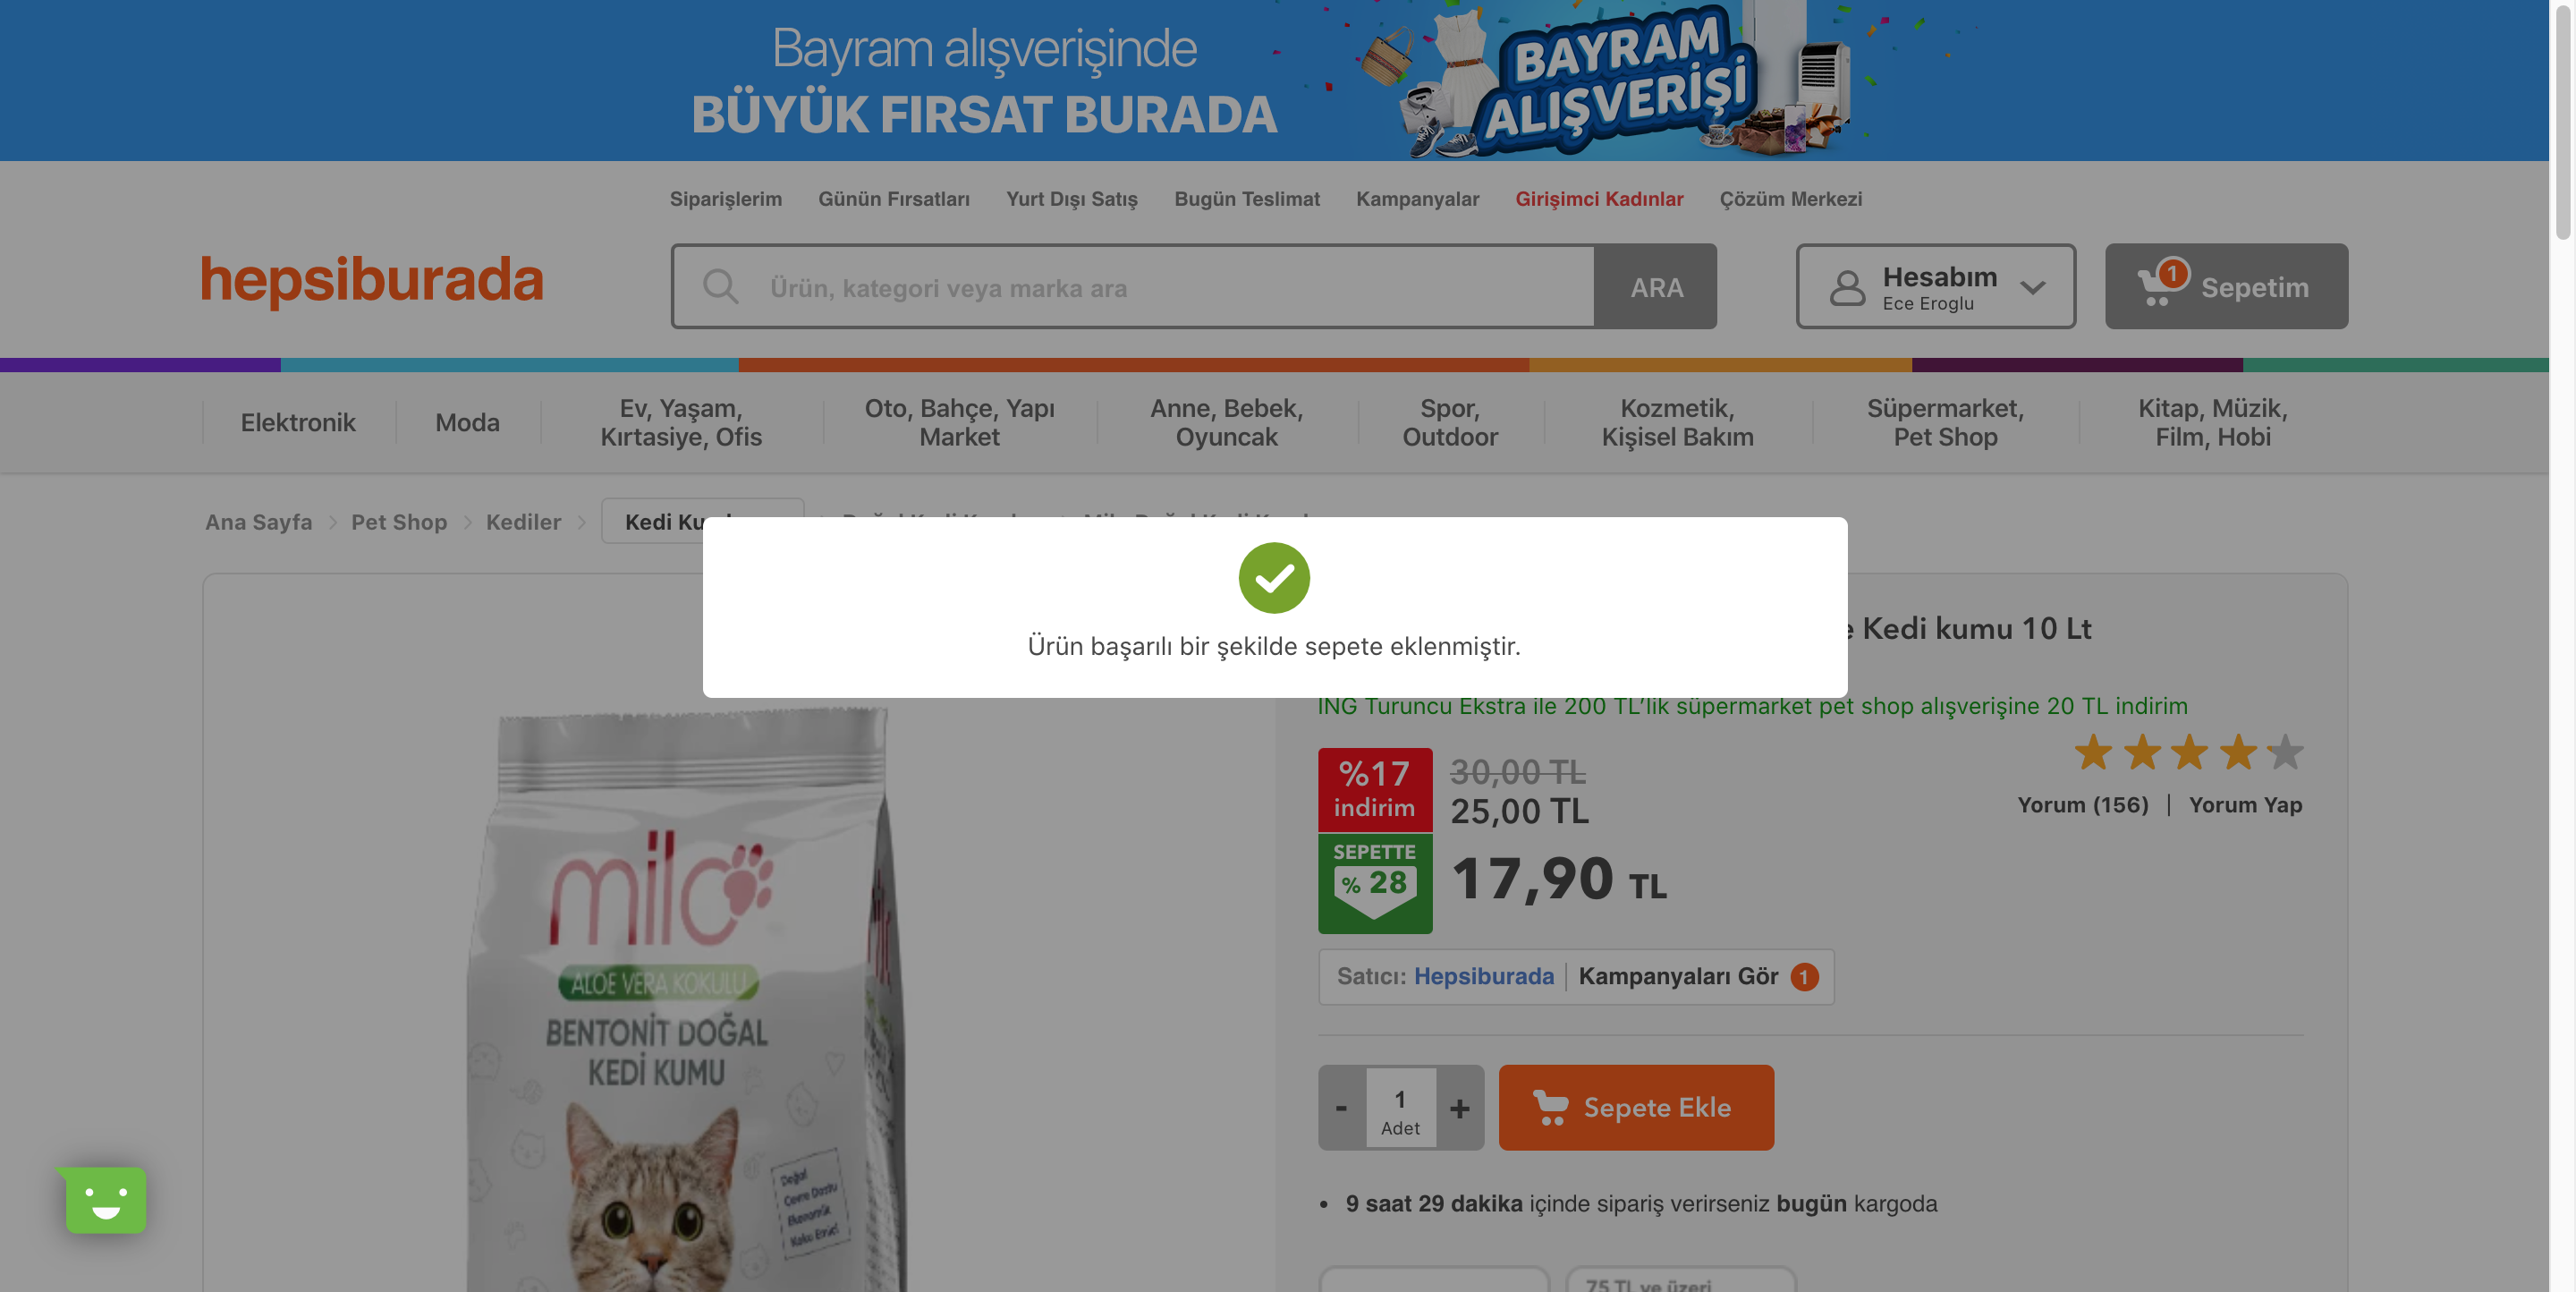 Bayram alışverişinde
BÜYÜK FIRSAT BURADA
BAYRAM
ALIŞVERİŞİ
Siparişlerim
Günün Fırsatları
Yurt Dışı Satış
Bugün Teslimat
Kampanyalar
Girişimci Kadınlar
Çözüm Merkezi
hepsiburada
Ürün, kategori veya marka ara
ARA
Hesabım
Ece Eroglu
1
Sepetim
Elektronik
Moda
Ev, Yaşam,
Kırtasiye, Ofis
Oto, Bahçe, Yapı
Market
Anne, Bebek,
Oyuncak
Spor,
Outdoor
Kozmetik,
Kişisel Bakım
Süpermarket,
Pet Shop
Kitap, Müzik,
Film, Hobi
Ana Sayfa
Pet Shop
Kediler
Kedi
Ürün başarılı bir şekilde sepete eklenmiştir.
Kedi kumu 10 Lt
ING Turuncu Ekstra ile 200 TL'lik süpermarket pet shop alışverişine 20 TL indirim
%17
indirim
30,00 TL
25,00 TL
Yorum (156) | Yorum Yap
SEPETTE
% 28
17,90 TL
Satıcı: Hepsiburada
Kampanyaları Gör 1
- 1 +
Adet
Sepete Ekle
• 9 saat 29 dakika içinde sipariş verirseniz bugün kargoda
75 TL ve üzeri
milo
ALOE VERA KOKULU
BENTONİT DOĞAL
KEDİ KUMU
Doğal
Çevre Dostu
Ekonomik